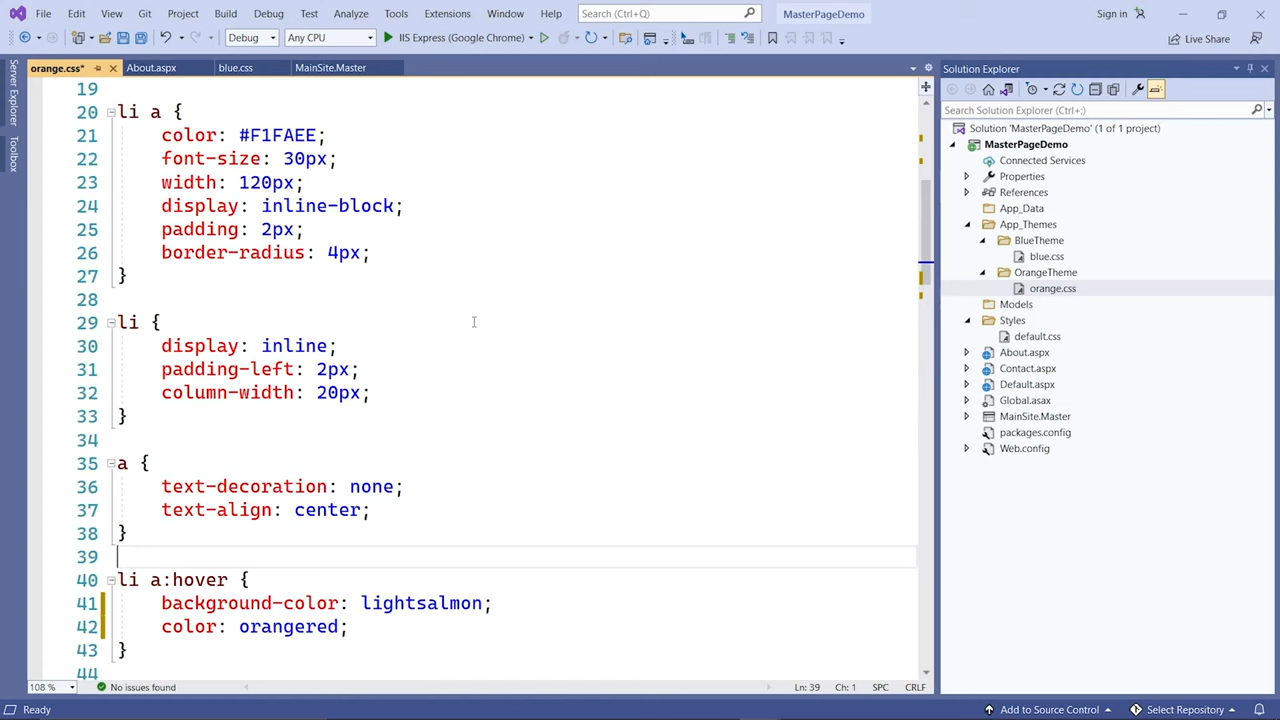 File Edit View Git Project Build Debug Test Analyze Tools Extensions Window Help Search (Ctrl+Q) MasterPageDemo Sign in
Debug Any CPU IIS Express (Google Chrome) Live Share
Server Explorer
Toolbox
orange.css* About.aspx blue.css MainSite.Master
19
20 li a {
21 color: #F1FAEE;
22 font-size: 30px;
23 width: 120px;
24 display: inline-block;
25 padding: 2px;
26 border-radius: 4px;
27 }
28
29 li {
30 display: inline;
31 padding-left: 2px;
32 column-width: 20px;
33 }
34
35 a {
36 text-decoration: none;
37 text-align: center;
38 }
39
40 li a:hover {
41 background-color: lightsalmon;
42 color: orangered;
43 }
44
108 % No issues found Ln: 39 Ch: 1 SPC CRLF
Solution Explorer
Search Solution Explorer (Ctrl+;)
Solution 'MasterPageDemo' (1 of 1 project)
MasterPageDemo
Connected Services
Properties
References
App_Data
App_Themes
BlueTheme
blue.css
OrangeTheme
orange.css
Models
Styles
default.css
About.aspx
Contact.aspx
Default.aspx
Global.asax
MainSite.Master
packages.config
Web.config
Ready Add to Source Control Select Repository